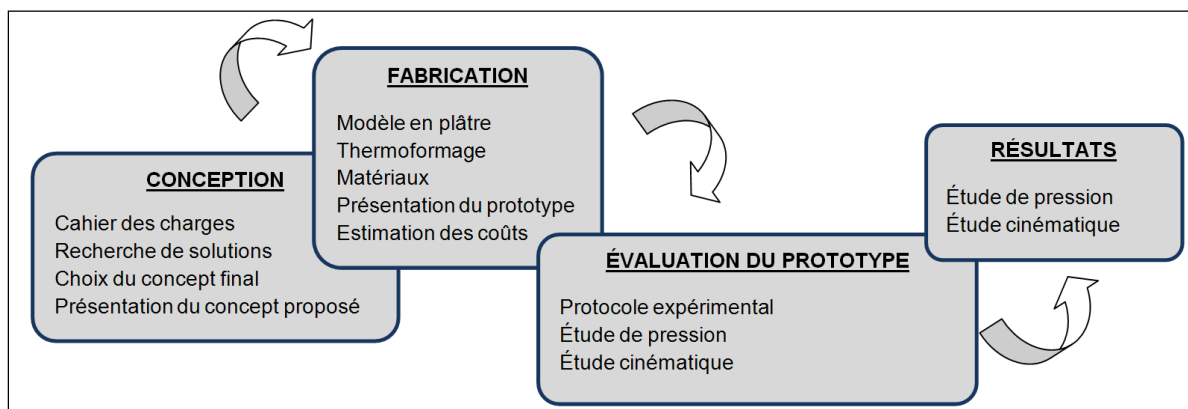 CONCEPTION
Cahier des charges
Recherche de solutions
Choix du concept final
Présentation du concept proposé
FABRICATION
Modèle en plâtre
Thermoformage
Matériaux
Présentation du prototype
Estimation des coûts
ÉVALUATION DU PROTOTYPE
Protocole expérimental
Étude de pression
Étude cinématique
RÉSULTATS
Étude de pression
Étude cinématique